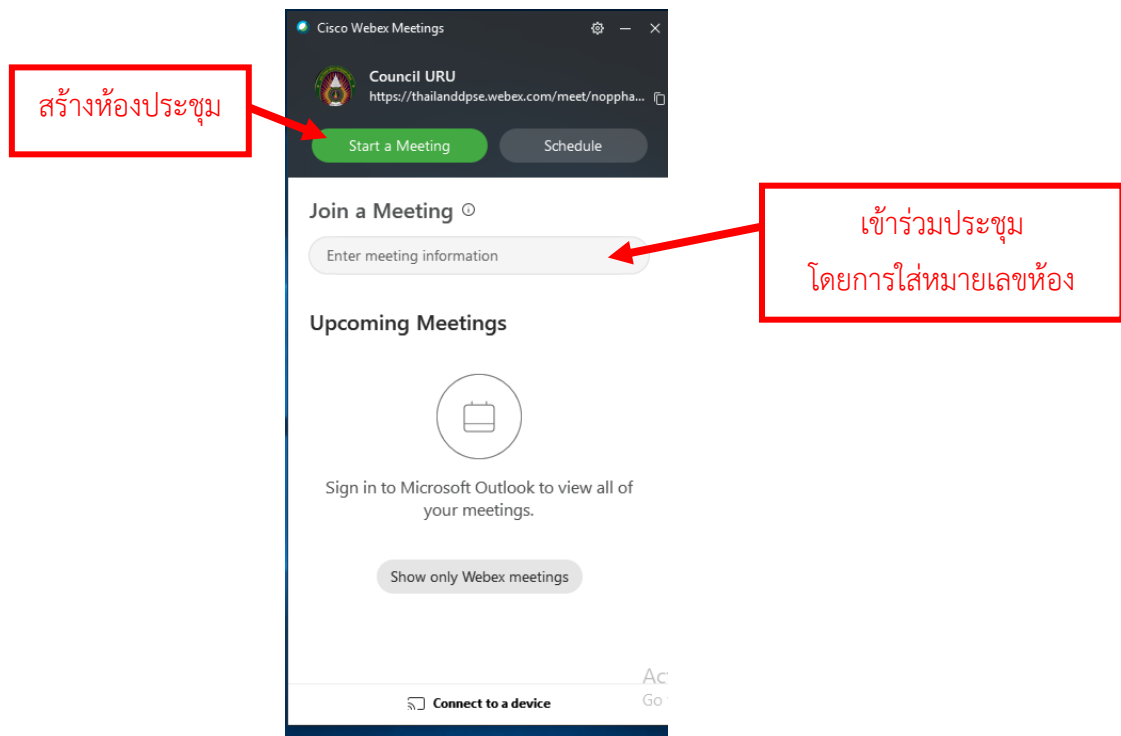 Cisco Webex Meetings
Council URU
https://thailanddpse.webex.com/meet/noppha...
สร้างห้องประชุม
Start a Meeting
Schedule
Join a Meeting
Enter meeting information
เข้าร่วมประชุม
โดยการใส่หมายเลขห้อง
Upcoming Meetings
Sign in to Microsoft Outlook to view all of
your meetings.
Show only Webex meetings
Connect to a device
Go